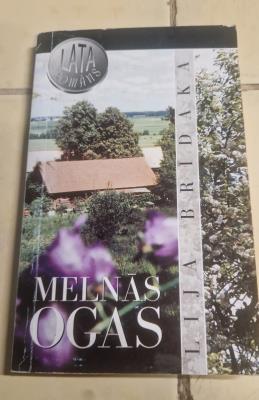 LATA
ROMĀNS
LIJA BRIDAKA
MELNĀS
OGAS